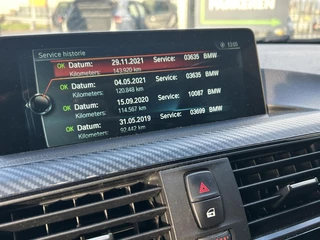 Service historie
12:05
OK Datum: 29.11.2021 Service: 03635 BMW
Kilometers: 143.920 km
OK Datum: 04.05.2021 Service: 03635 BMW
Kilometers: 120.848 km
OK Datum: 15.09.2020 Service: 10087 BMW
Kilometers: 114.567 km
OK Datum: 31.05.2019 Service: 03699 BMW
Kilometers: 92.442 km